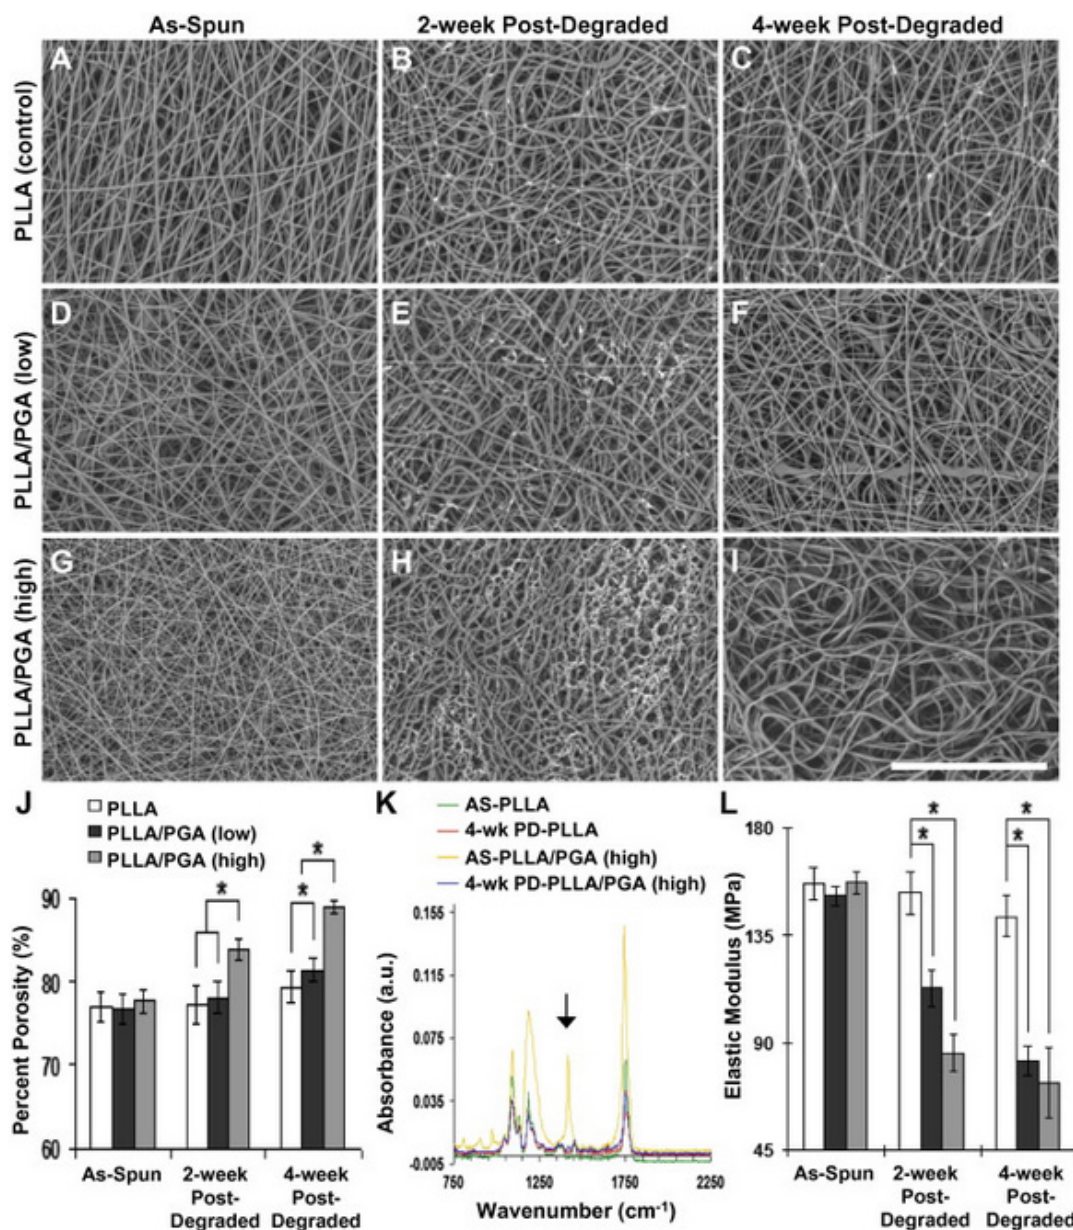 As-Spun
2-week Post-Degraded
4-week Post-Degraded
PLLA (control)
A
B
C
PLLA/PGA (low)
D
E
F
PLLA/PGA (high)
G
H
I
J
PLLA
PLLA/PGA (low)
PLLA/PGA (high)
Percent Porosity (%)
90
80
70
60
*
*
*
As-Spun
2-week
Post-
Degraded
4-week
Post-
Degraded
K
AS-PLLA
4-wk PD-PLLA
AS-PLLA/PGA (high)
4-wk PD-PLLA/PGA (high)
Absorbance (a.u.)
0.155
0.115
0.075
0.035
-0.005
750
1250
1750
2250
Wavenumber (cm⁻¹)
L
Elastic Modulus (MPa)
180
135
90
45
*
*
*
*
As-Spun
2-week
Post-
Degraded
4-week
Post-
Degraded